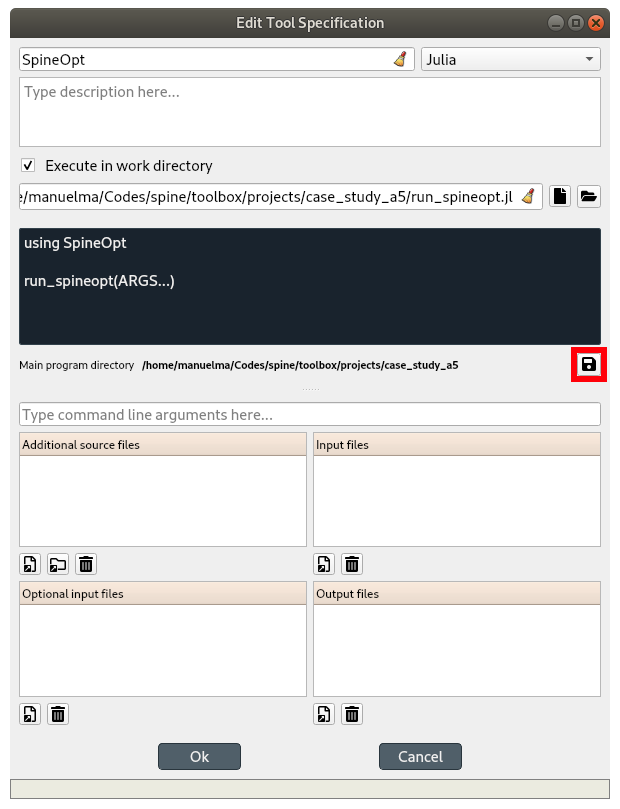 Edit Tool Specification
SpineOpt
Julia
Type description here...
Execute in work directory
/manuelma/Codes/spine/toolbox/projects/case_study_a5/run_spineopt.jl
using SpineOpt
run_spineopt(ARGS...)
Main program directory /home/manuelma/Codes/spine/toolbox/projects/case_study_a5
Type command line arguments here...
Additional source files
Input files
Optional input files
Output files
Ok
Cancel